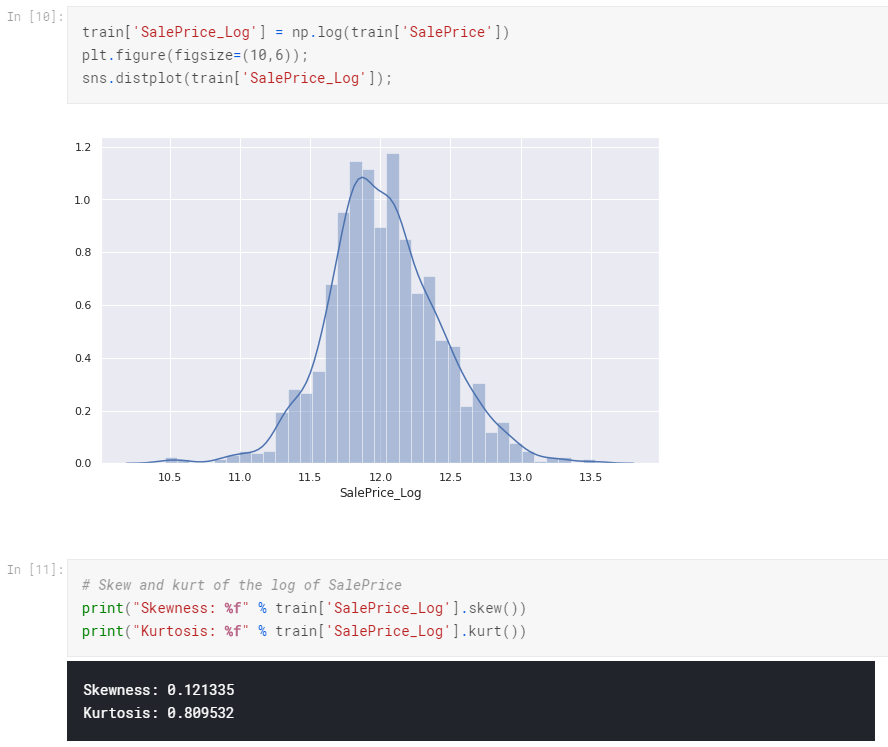 In [10]:
train['SalePrice_Log'] = np.log(train['SalePrice'])
plt.figure(figsize=(10,6));
sns.distplot(train['SalePrice_Log']);
1.2
1.0
0.8
0.6
0.4
0.2
0.0
10.5 11.0 11.5 12.0 12.5 13.0 13.5
SalePrice_Log
In [11]:
# Skew and kurt of the log of SalePrice
print("Skewness: %f" % train['SalePrice_Log'].skew())
print("Kurtosis: %f" % train['SalePrice_Log'].kurt())
Skewness: 0.121335
Kurtosis: 0.809532